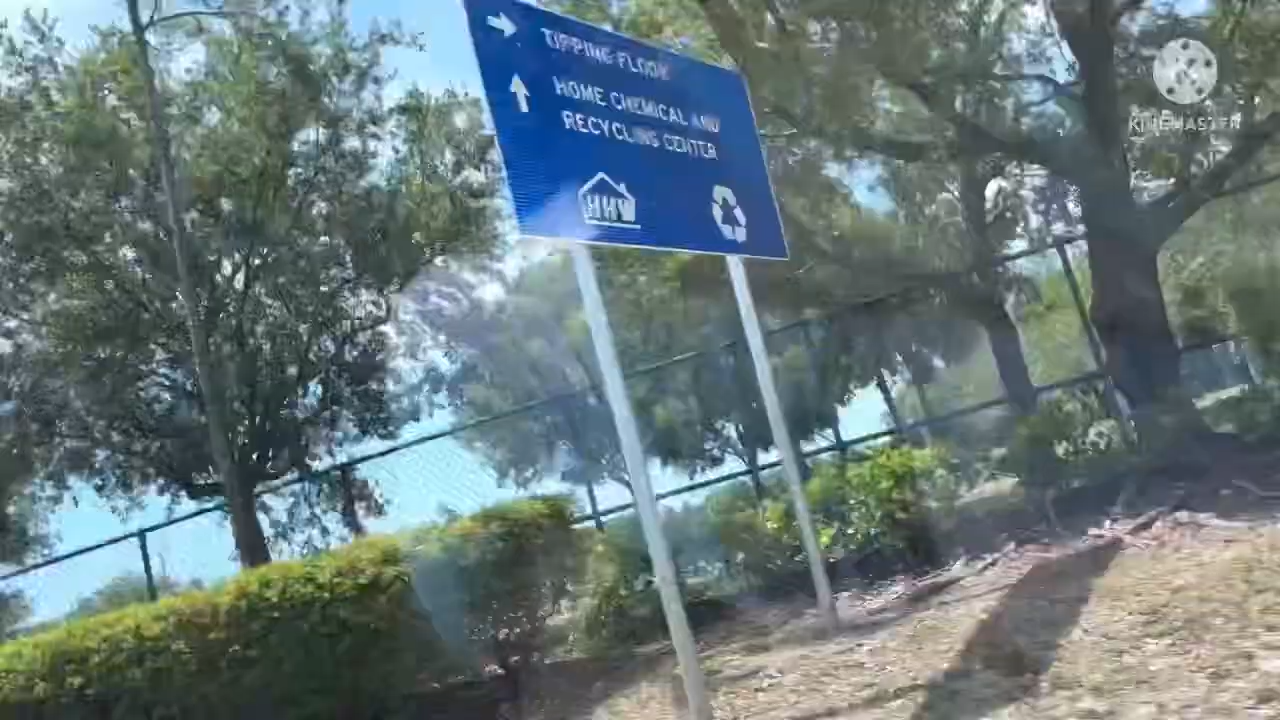 TIPPING FLOOR
HOME CHEMICAL AND
RECYCLING CENTER
HHW
KINEMASTER